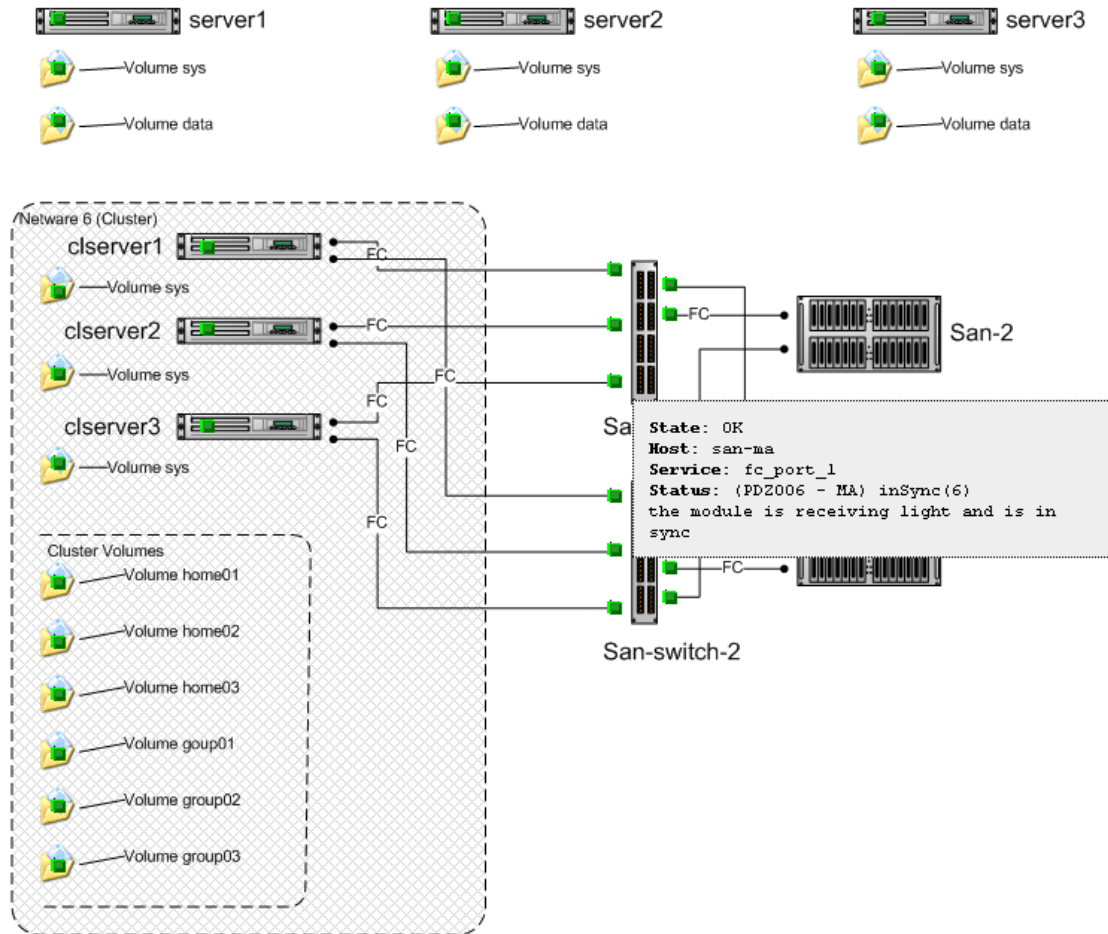 server1
server2
server3
Volume sys
Volume sys
Volume sys
Volume data
Volume data
Volume data
Netware 6 (Cluster)
clserver1
FC
Volume sys
clserver2
FC
FC
San-2
Volume sys
FC
FC
clserver3
Sa
FC
Volume sys
FC
State: OK
Host: san-ma
Service: fc_port_1
Status: (PDZ006 - MA) inSync(6)
the module is receiving light and is in
sync
FC
San-switch-2
Cluster Volumes
Volume home01
Volume home02
Volume home03
Volume goup01
Volume group02
Volume group03